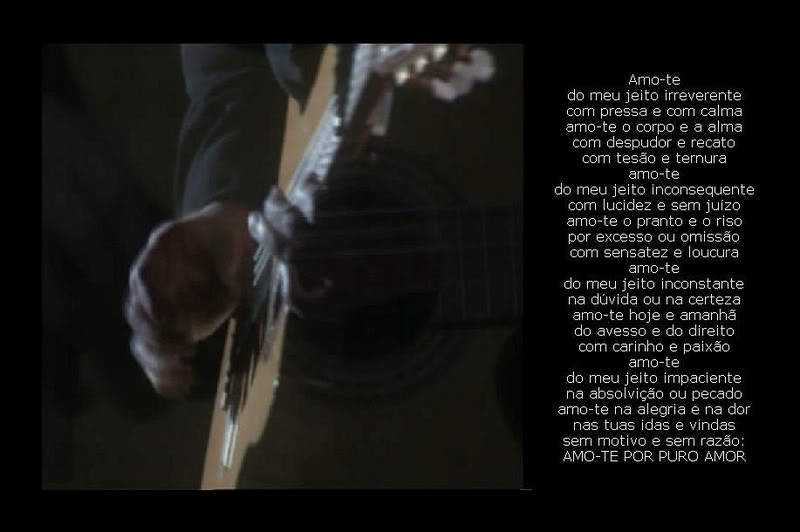 Amo-te
do meu jeito irreverente
com pressa e com calma
amo-te o corpo e a alma
com despudor e recato
com tesão e ternura
amo-te
do meu jeito inconsequente
com lucidez e sem juízo
amo-te o pranto e o riso
por excesso ou omissão
com sensatez e loucura
amo-te
do meu jeito inconstante
na dúvida ou na certeza
amo-te hoje e amanhã
do avesso e do direito
com carinho e paixão
amo-te
do meu jeito impaciente
na absolvição ou pecado
amo-te na alegria e na dor
nas tuas idas e vindas
sem motivo e sem razão:
AMO-TE POR PURO AMOR